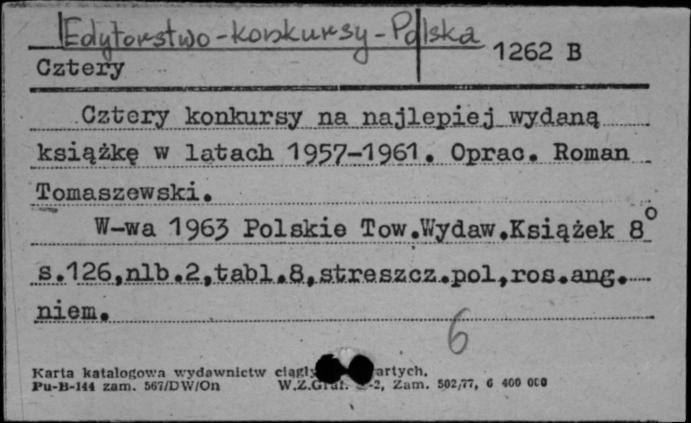 Edytorstwo-konkursy-Polska
1262 B
Cztery
Cztery konkursy na najlepiej wydaną
książkę w latach 1957-1961. Oprac. Roman
Tomaszewski.
W-wa 1963 Polskie Tow.Wydaw.Książek 8°
s.126,nlb.2,tabl.8,streszcz.pol,ros.ang.
niem.
6
Karta katalogowa wydawnictw artych.
Pu-B-144 zam. 567/DW/On W.Z.Graf. -2, Zam. 502/77, 6 400 000